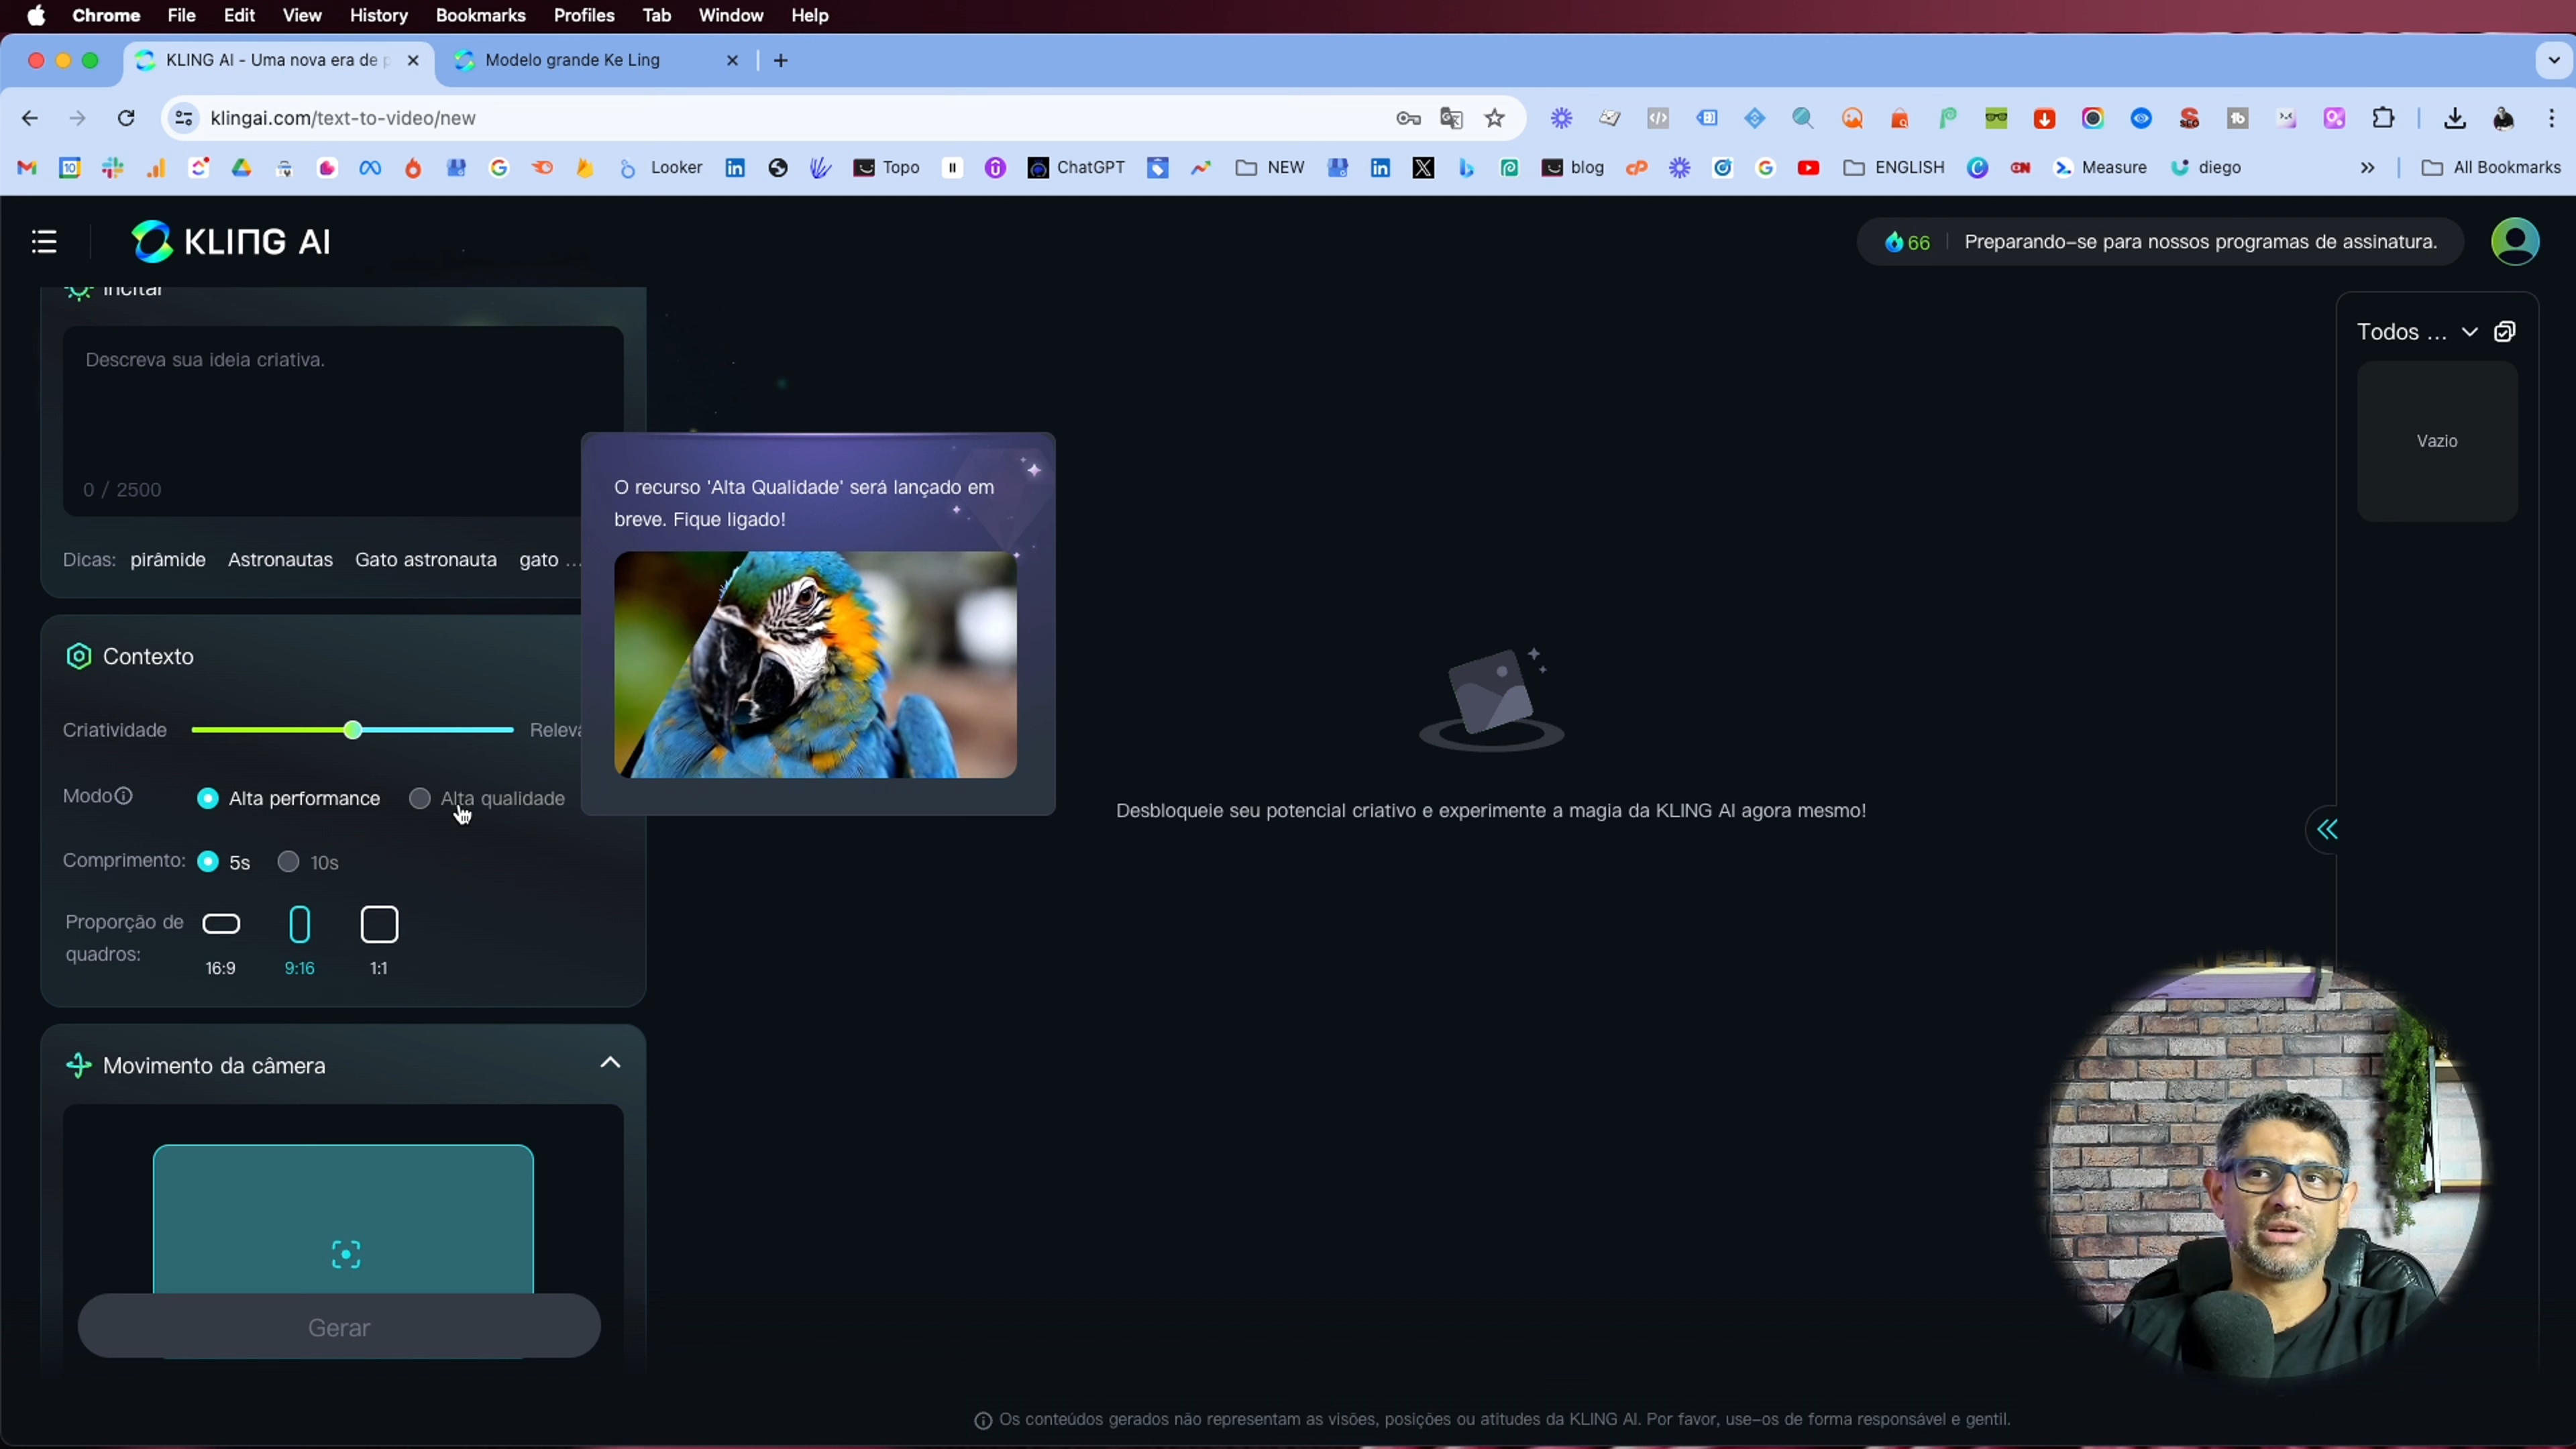 Chrome File Edit View History Bookmarks Profiles Tab Window Help
KLING AI - Uma nova era de p
Modelo grande Ke Ling
klingai.com/text-to-video/new
Looker Topo ChatGPT NEW blog ENGLISH Measure diego All Bookmarks
KLING AI
66 Preparando-se para nossos programas de assinatura.
Incitar
Descreva sua ideia criativa.
0 / 2500
Dicas: pirâmide Astronautas Gato astronauta gato ...
O recurso 'Alta Qualidade' será lançado em
breve. Fique ligado!
Contexto
Criatividade
Modo Alta performance Alta qualidade
Comprimento: 5s 10s
Proporção de
quadros:
16:9 9:16 1:1
Movimento da câmera
Gerar
Desbloqueie seu potencial criativo e experimente a magia da KLING AI agora mesmo!
Todos ...
Vazio
Os conteúdos gerados não representam as visões, posições ou atitudes da KLING AI. Por favor, use-os de forma responsável e gentil.